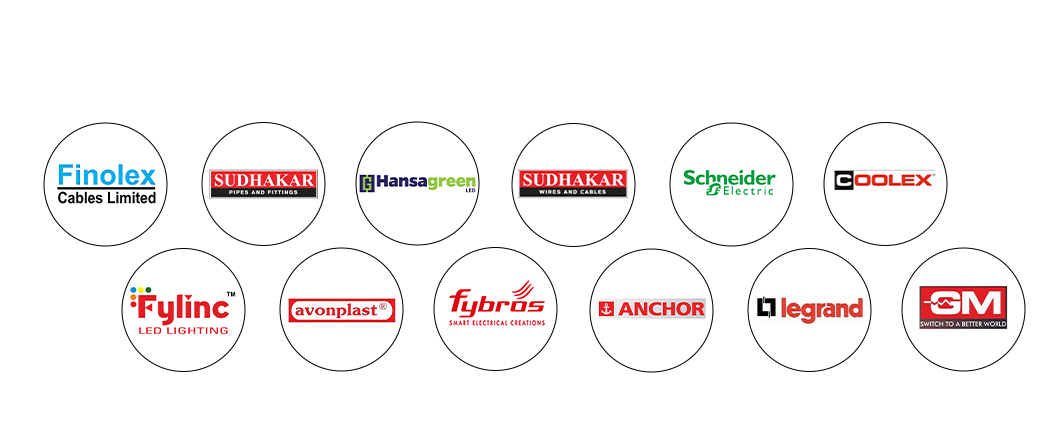 Finolex
Cables Limited
SUDHAKAR
PIPES AND FITTINGS
Hansagreen
LED
SUDHAKAR
WIRES AND CABLES
Schneider
Electric
COOLEX
Fylinc™
LED LIGHTING
avonplast®
fybros
SMART ELECTRICAL CREATIONS
ANCHOR
legrand
GM
SWITCH TO A BETTER WORLD